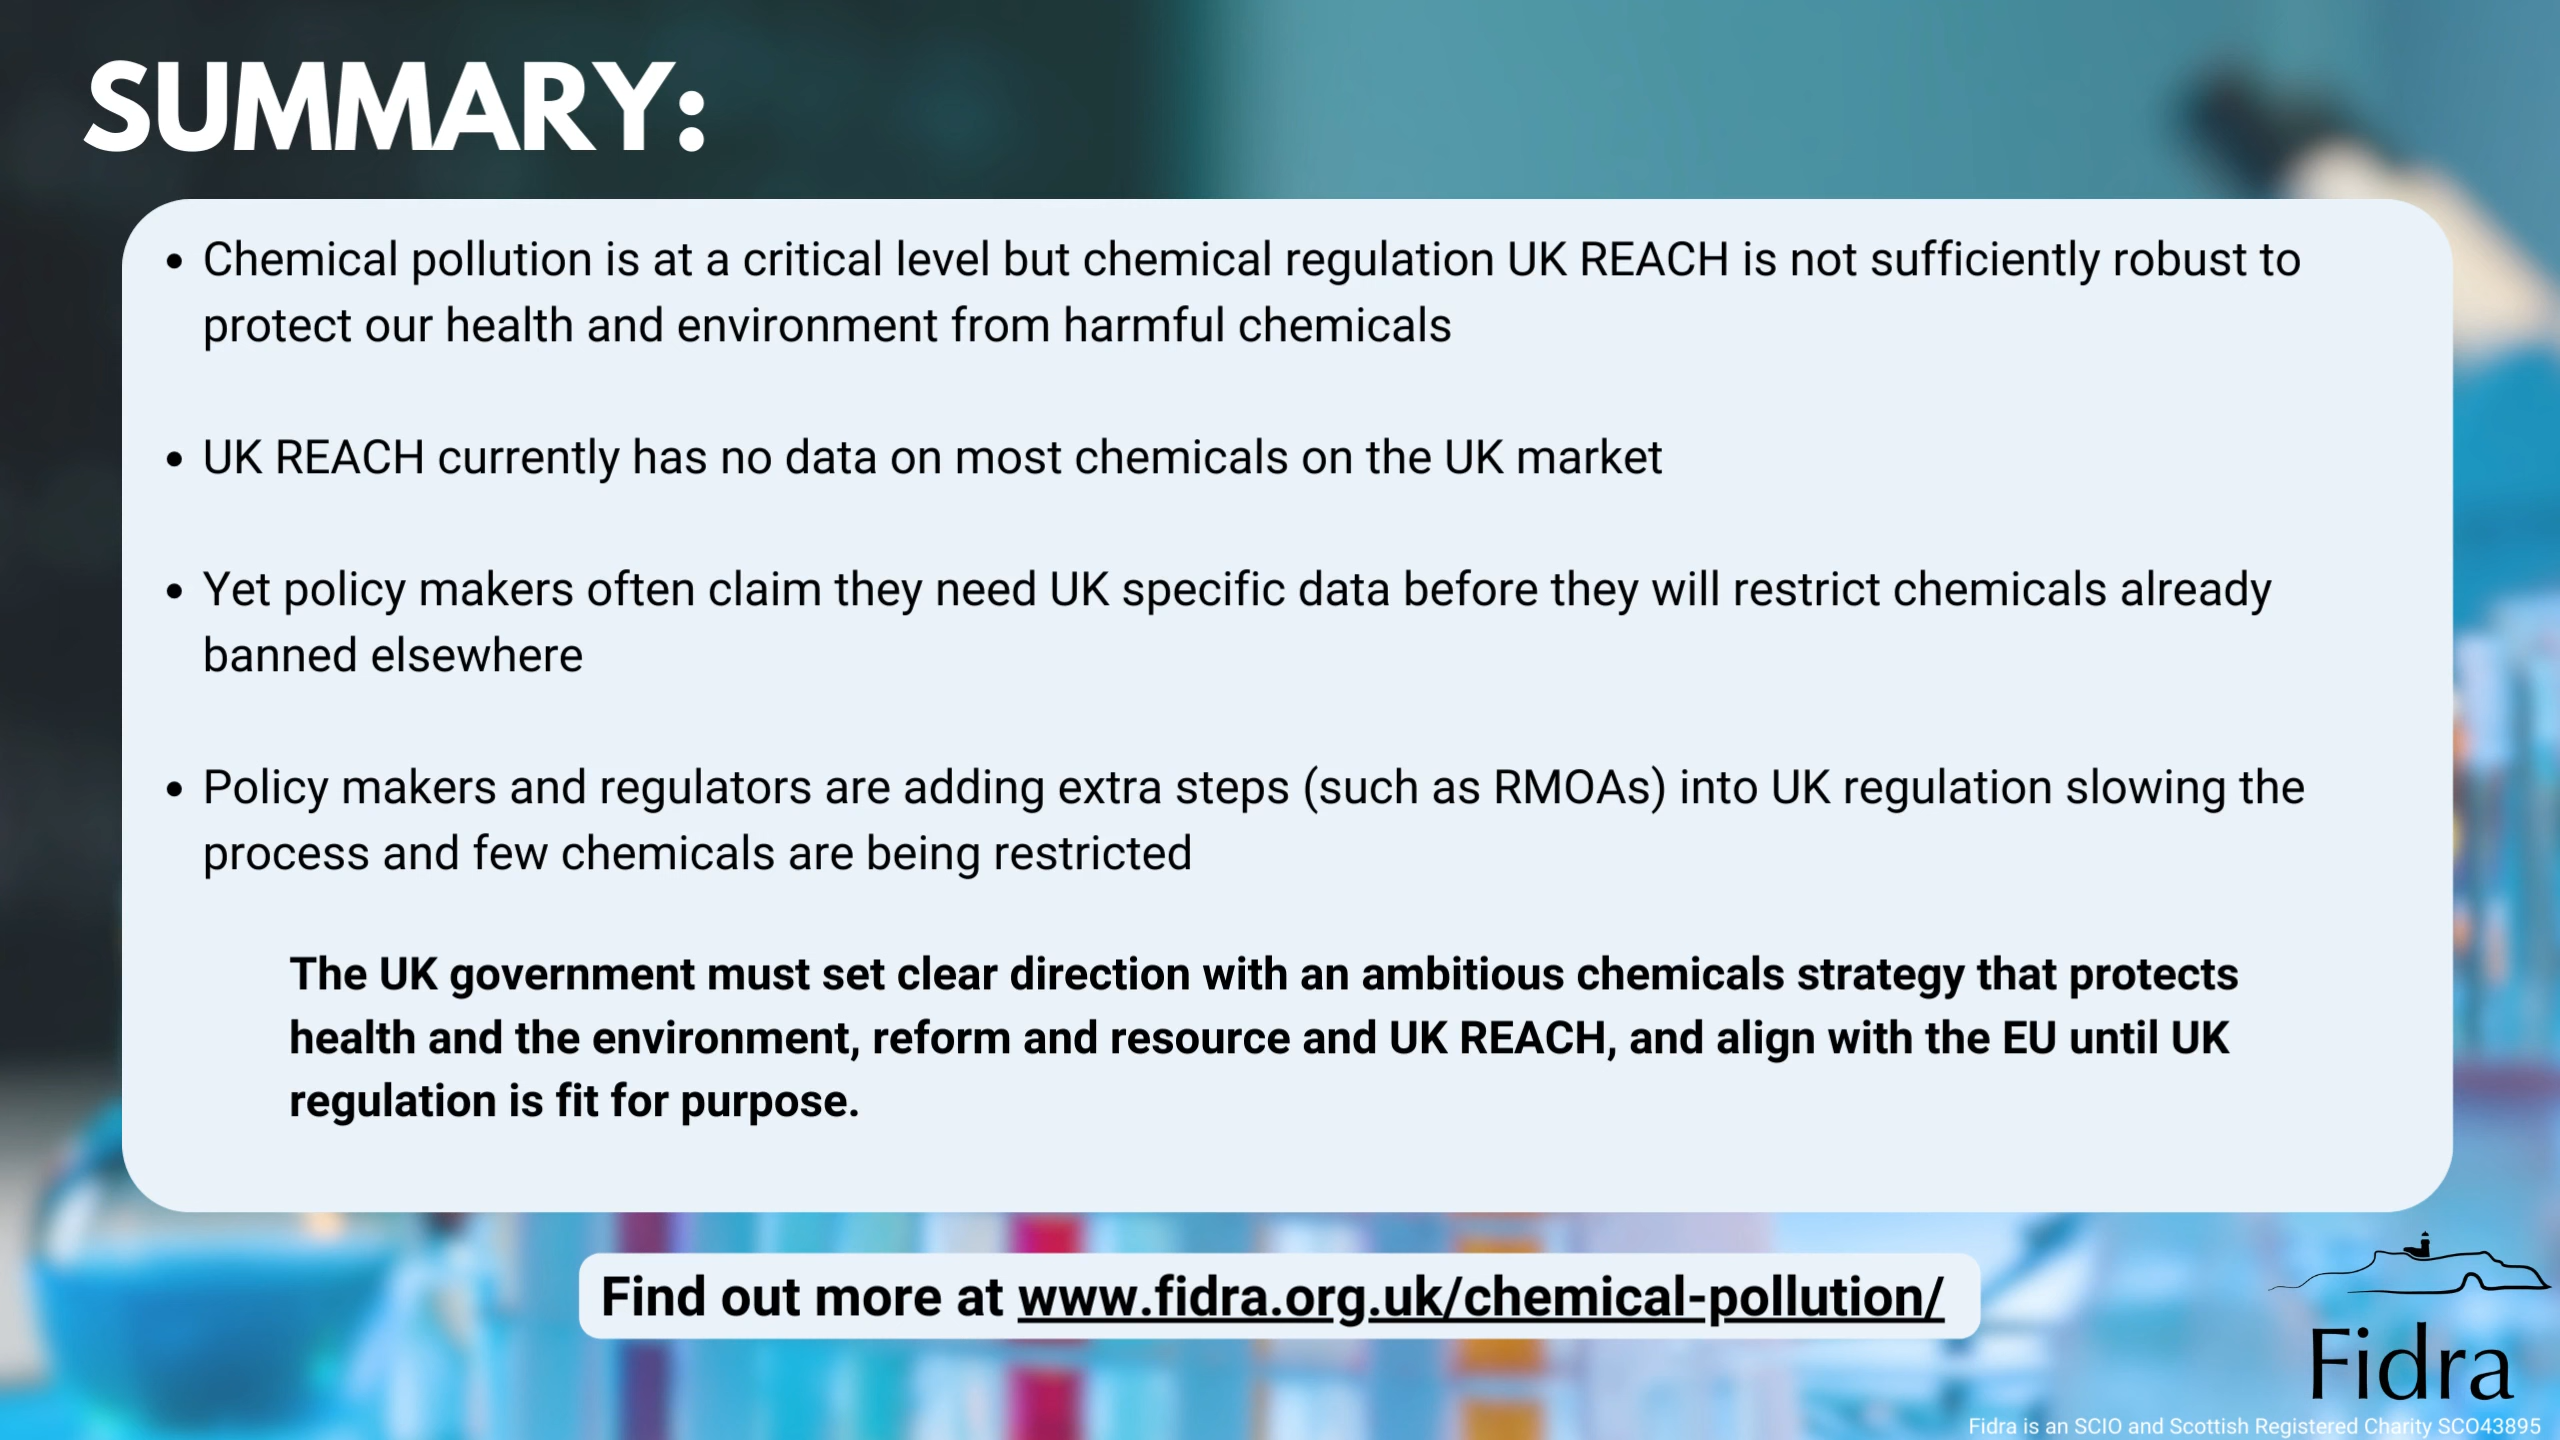 SUMMARY:
• Chemical pollution is at a critical level but chemical regulation UK REACH is not sufficiently robust to
protect our health and environment from harmful chemicals
• UK REACH currently has no data on most chemicals on the UK market
• Yet policy makers often claim they need UK specific data before they will restrict chemicals already
banned elsewhere
• Policy makers and regulators are adding extra steps (such as RMOAs) into UK regulation slowing the
process and few chemicals are being restricted
The UK government must set clear direction with an ambitious chemicals strategy that protects
health and the environment, reform and resource and UK REACH, and align with the EU until UK
regulation is fit for purpose.
Find out more at www.fidra.org.uk/chemical-pollution/
Fidra
Fidra is an SCIO and Scottish Registered Charity SCO43895